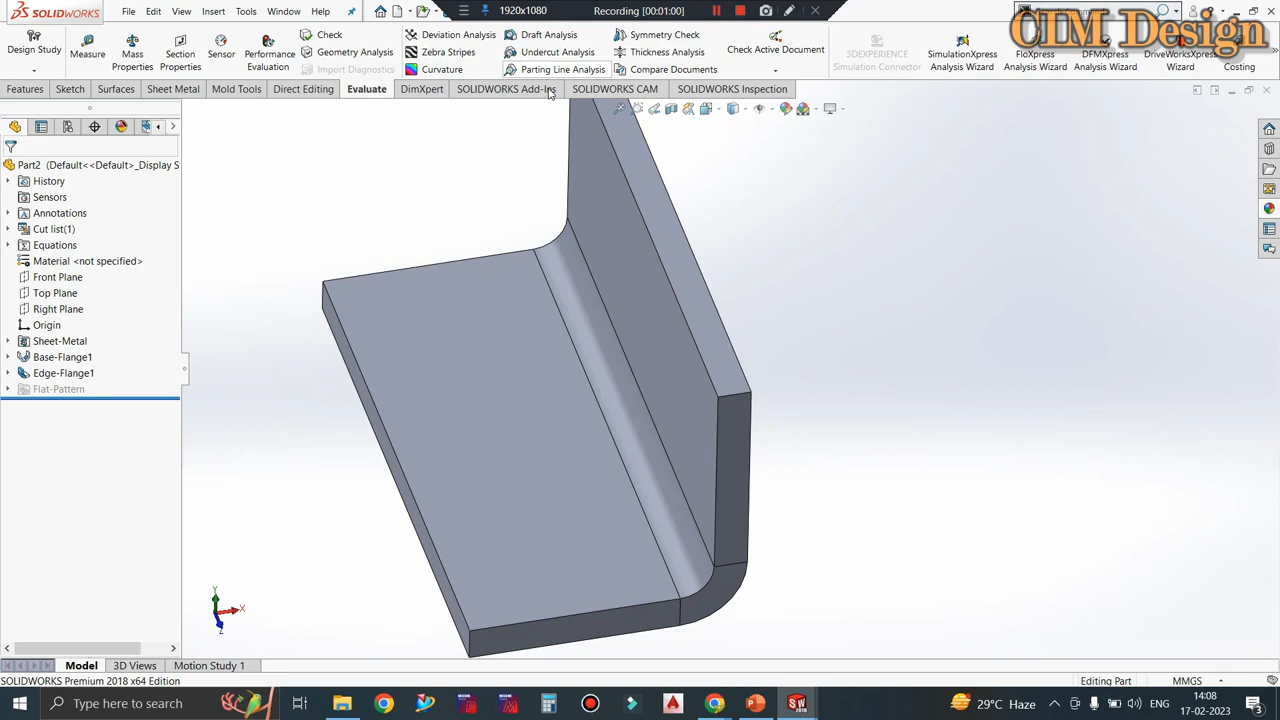 SOLIDWORKS
File Edit View Insert Tools Window Help
1920x1080 Recording [00:01:00]
CIM Design
Design Study
Measure
Mass Properties
Section Properties
Sensor
Performance Evaluation
Check
Geometry Analysis
Import Diagnostics
Deviation Analysis
Zebra Stripes
Curvature
Draft Analysis
Undercut Analysis
Parting Line Analysis
Symmetry Check
Thickness Analysis
Compare Documents
Check Active Document
3DEXPERIENCE Simulation Connector
SimulationXpress Analysis Wizard
FloXpress Analysis Wizard
DFMXpress Analysis Wizard
DriveWorksXpress Wizard
Costing
Features Sketch Surfaces Sheet Metal Mold Tools Direct Editing Evaluate DimXpert SOLIDWORKS Add-Ins SOLIDWORKS CAM SOLIDWORKS Inspection
Part2 (Default<<Default>_Display S
History
Sensors
Annotations
Cut list(1)
Equations
Material <not specified>
Front Plane
Top Plane
Right Plane
Origin
Sheet-Metal
Base-Flange1
Edge-Flange1
Flat-Pattern
Y
X
Z
Model 3D Views Motion Study 1
SOLIDWORKS Premium 2018 x64 Edition Editing Part MMGS
Type here to search
29°C Haze
ENG
14:08
17-02-2023
3